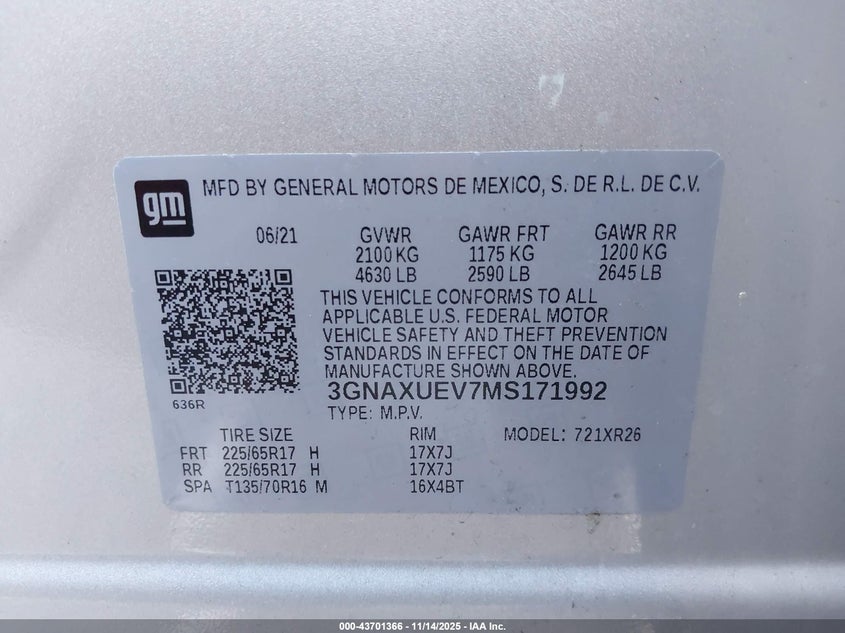 gm MFD BY GENERAL MOTORS DE MEXICO, S. DE R.L. DE C.V.
06/21 GVWR GAWR FRT GAWR RR
2100 KG 1175 KG 1200 KG
4630 LB 2590 LB 2645 LB
THIS VEHICLE CONFORMS TO ALL
APPLICABLE U.S. FEDERAL MOTOR
VEHICLE SAFETY AND THEFT PREVENTION
STANDARDS IN EFFECT ON THE DATE OF
MANUFACTURE SHOWN ABOVE.
3GNAXUEV7MS171992
636R
TYPE: M.P.V.
TIRE SIZE RIM MODEL: 721XR26
FRT 225/65R17 H 17X7J
RR 225/65R17 H 17X7J
SPA T135/70R16 M 16X4BT
000-43701366 - 11/14/2025 - IAA Inc.